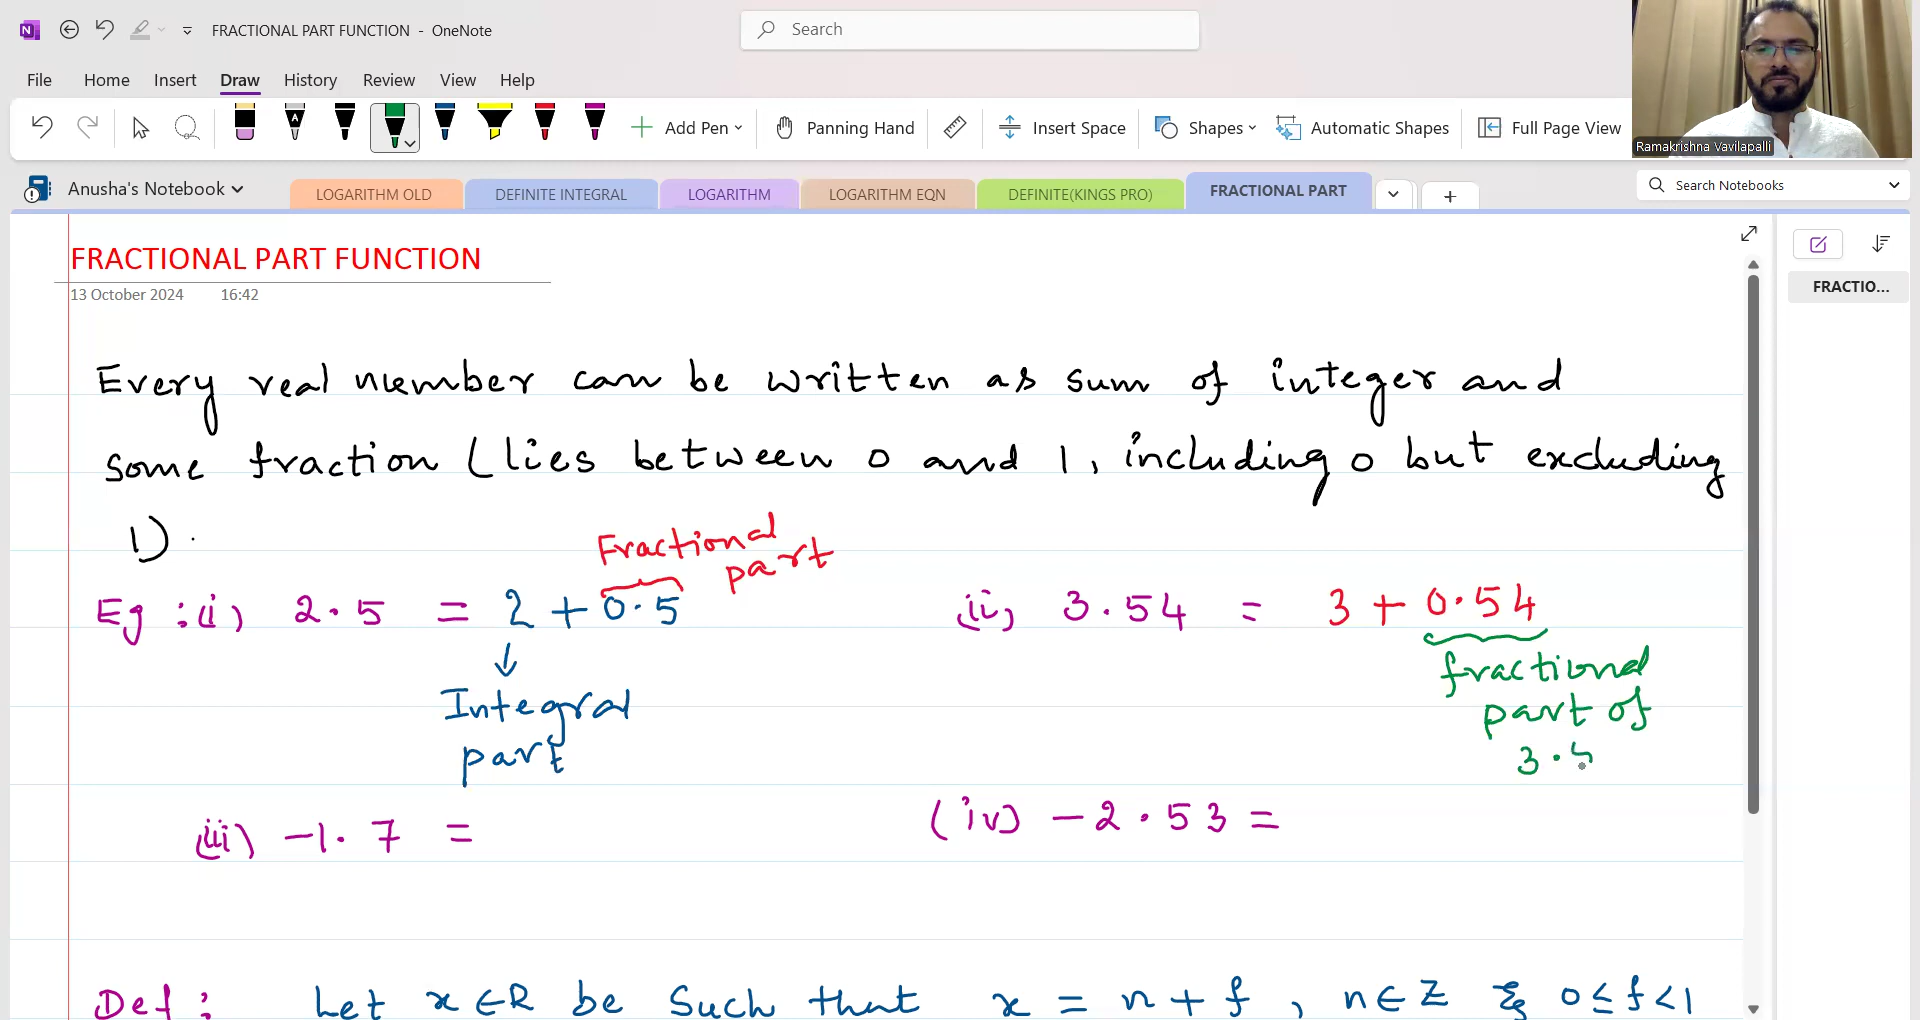 FRACTIONAL PART FUNCTION - OneNote
Search
File Home Insert Draw History Review View Help
Add Pen Panning Hand Insert Space Shapes Automatic Shapes Full Page View
Ramakrishna Vavilapalli
Anusha's Notebook
LOGARITHM OLD DEFINITE INTEGRAL LOGARITHM LOGARITHM EQN DEFINITE(KINGS PRO) FRACTIONAL PART
Search Notebooks
FRACTIONAL PART FUNCTION
13 October 2024 16:42
FRACTIO...
Every real number can be written as sum of integer and
some fraction (lies between 0 and 1, including 0 but excluding
1).
Fractional
part
Eg : (i) 2.5 = 2 + 0.5
Integral
part
(ii) 3.54 = 3 + 0.54
fractional
part of
3.5
(iii) -1.7 =
(iv) -2.53 =
Def : Let x ∈ R be Such that x = n + f , n ∈ Z & 0 ≤ f < 1